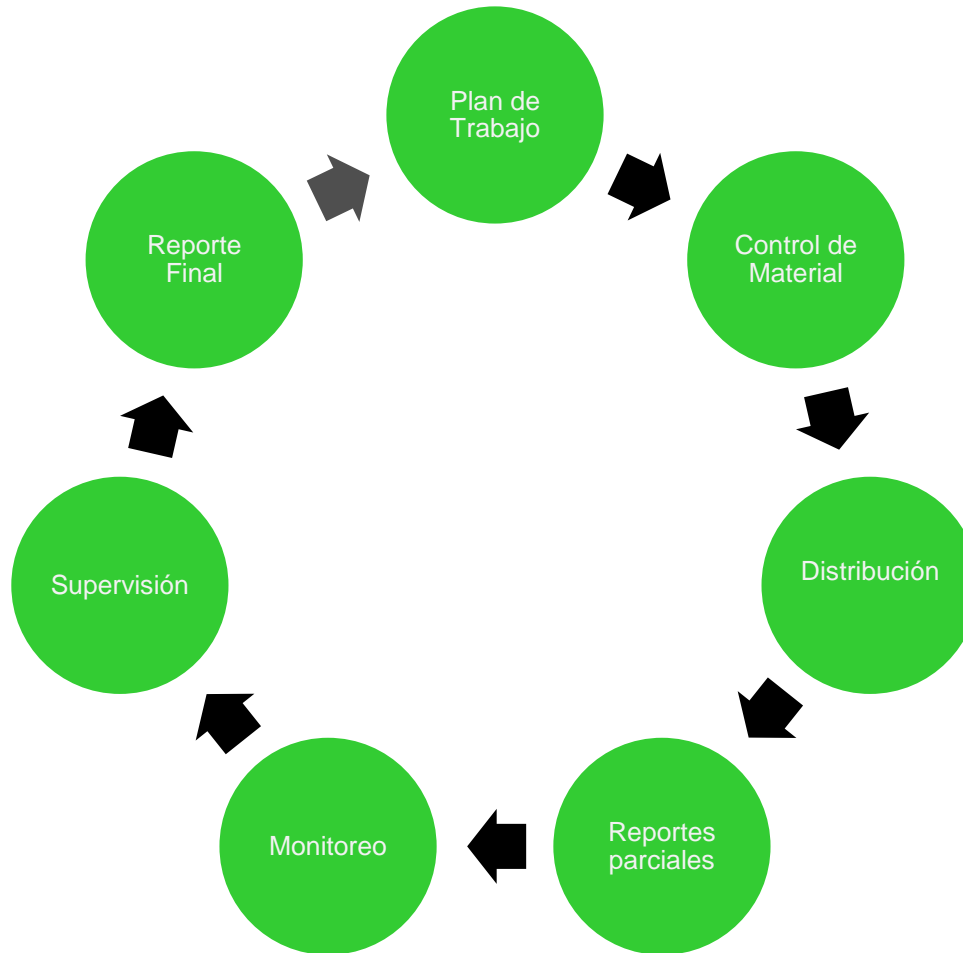 Plan de
Trabajo
Control de
Material
Distribución
Reportes
parciales
Monitoreo
Supervisión
Reporte
Final